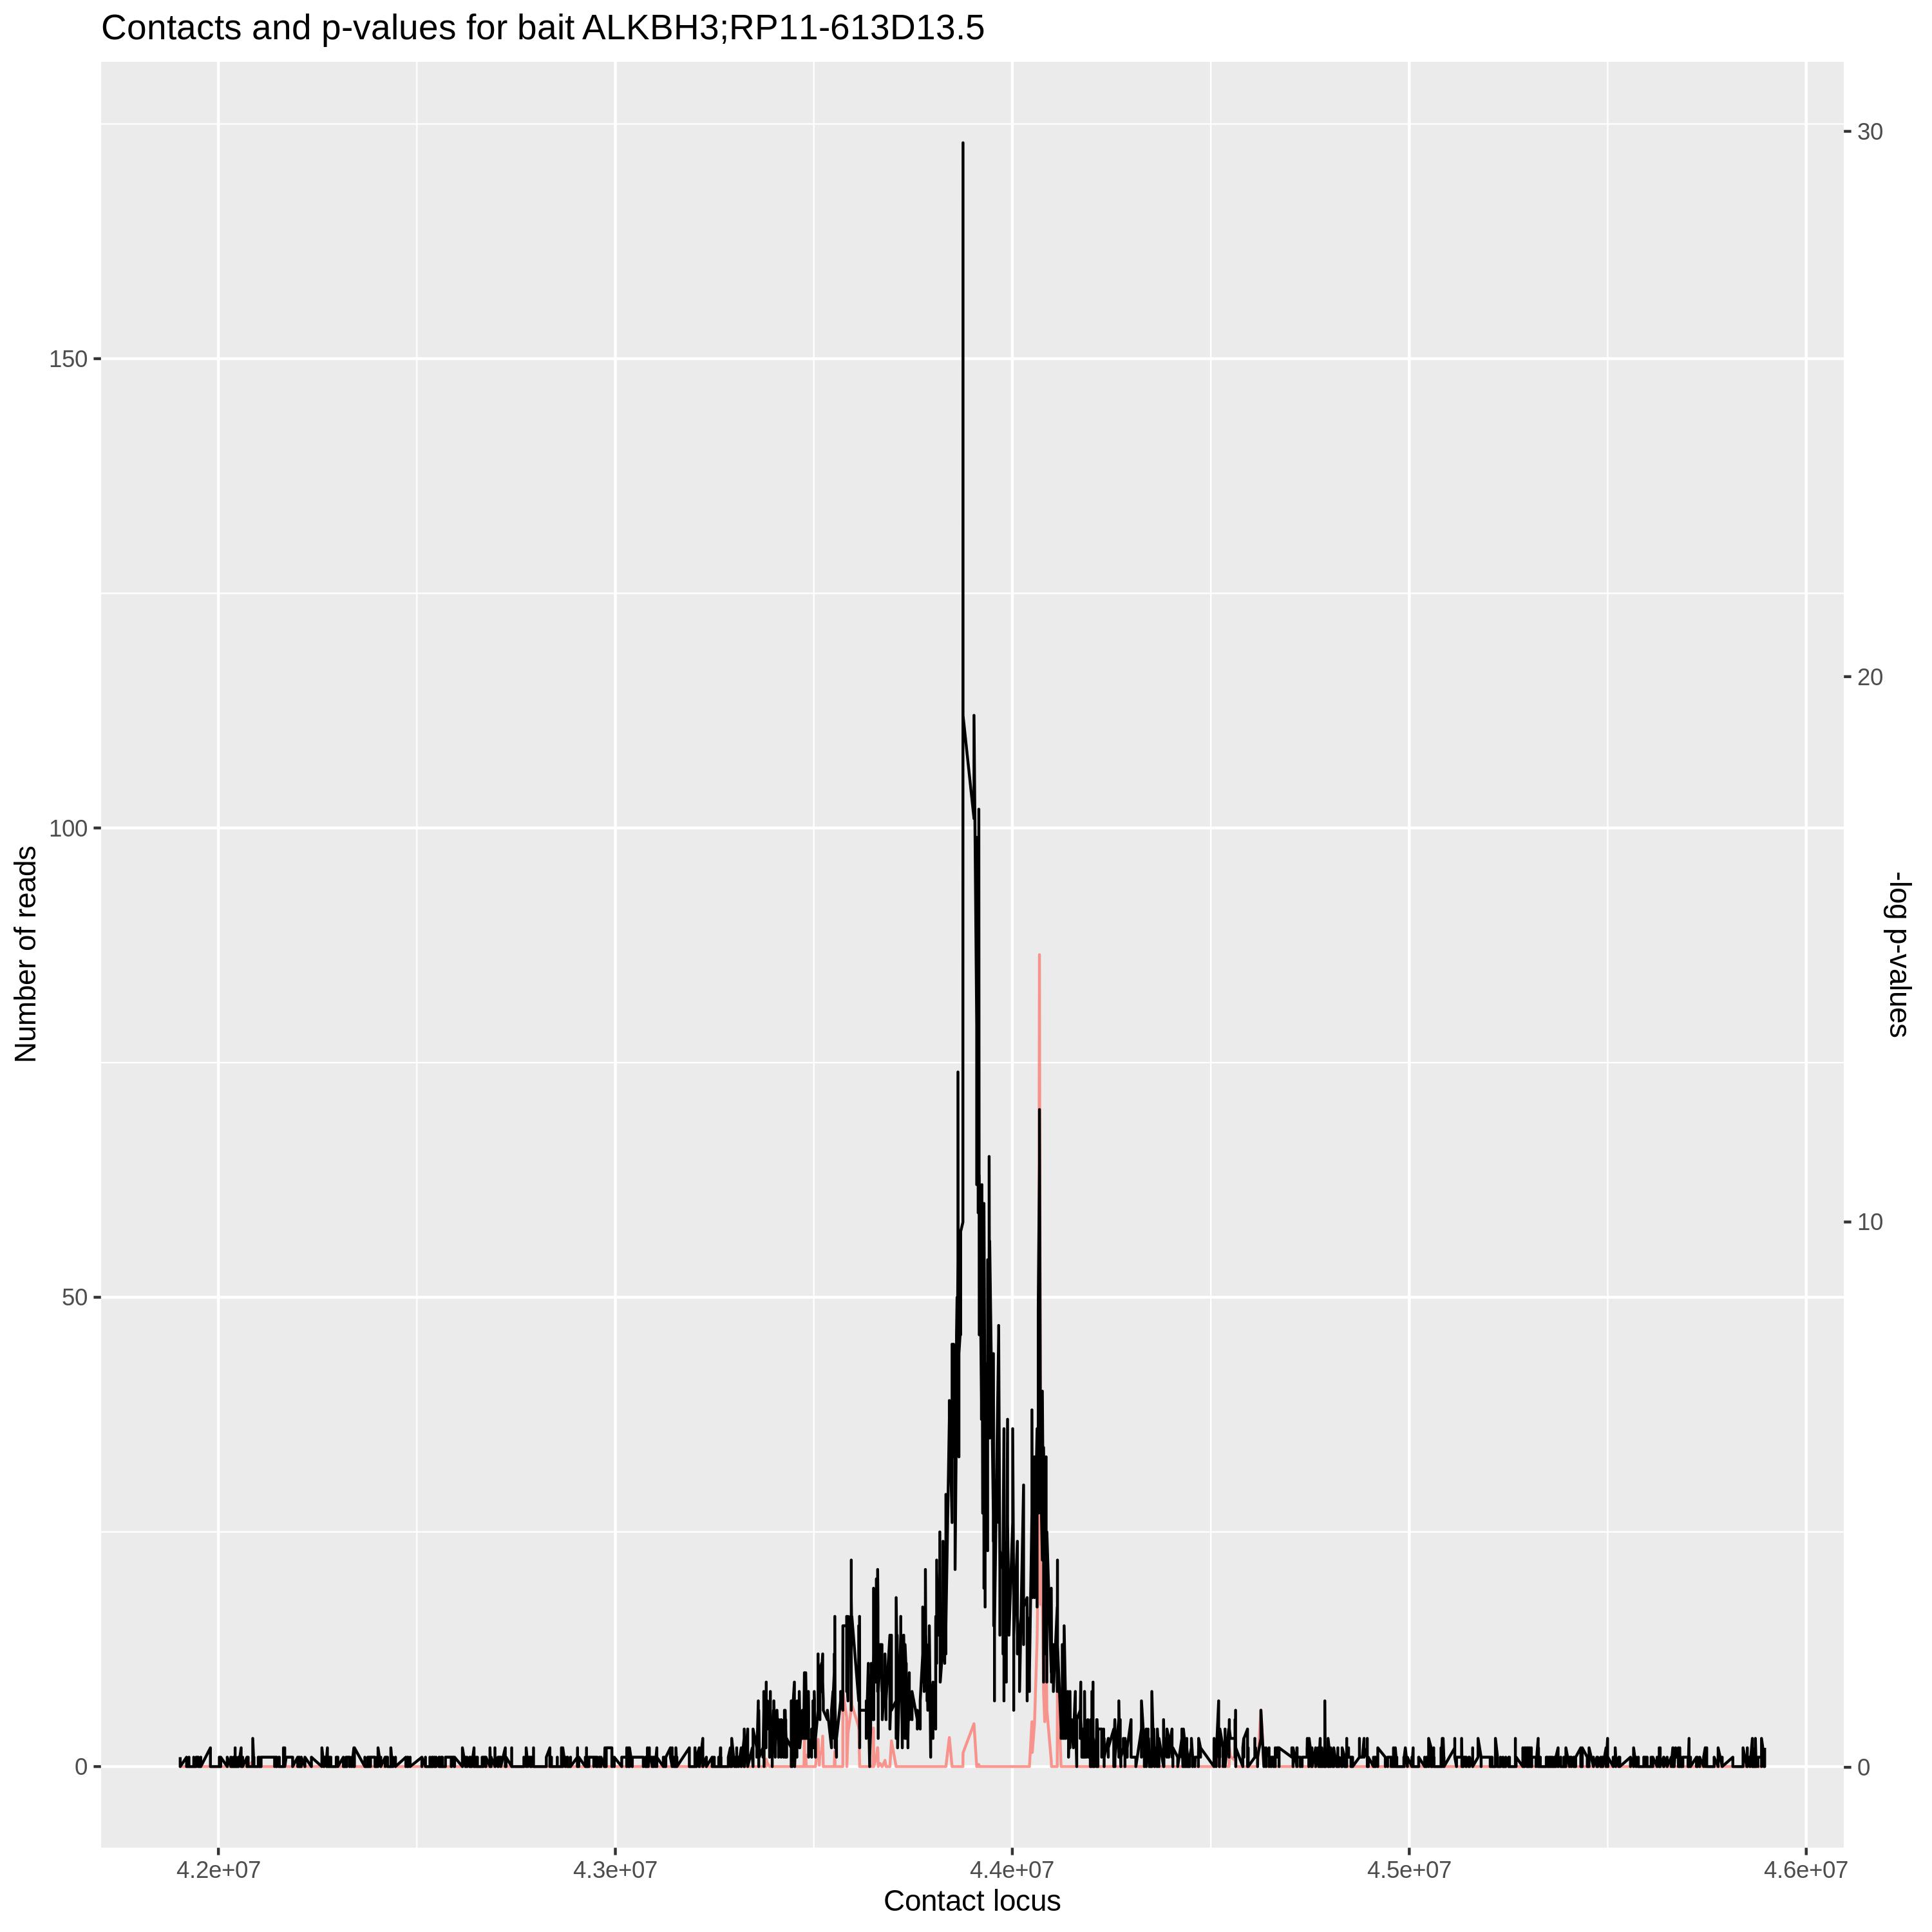 Contacts and p-values for bait ALKBH3;RP11-613D13.5
150
100
50
0
Number of reads
30
20
10
0
-log p-values
4.2e+07
4.3e+07
4.4e+07
4.5e+07
4.6e+07
Contact locus